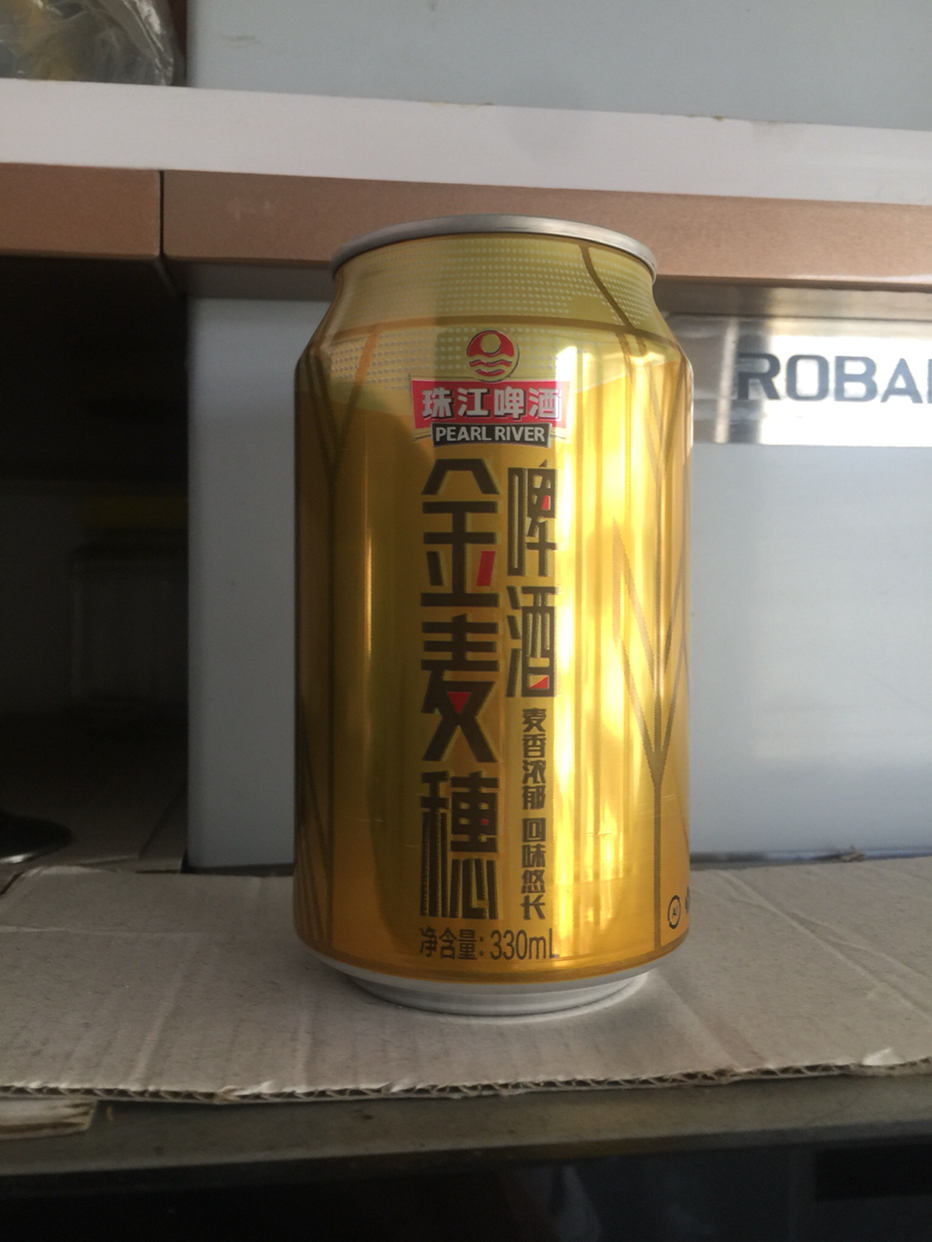 珠江啤酒
PEARL RIVER
金麦穗
啤酒
麦香浓郁 回味悠长
净含量: 330mL
ROBA